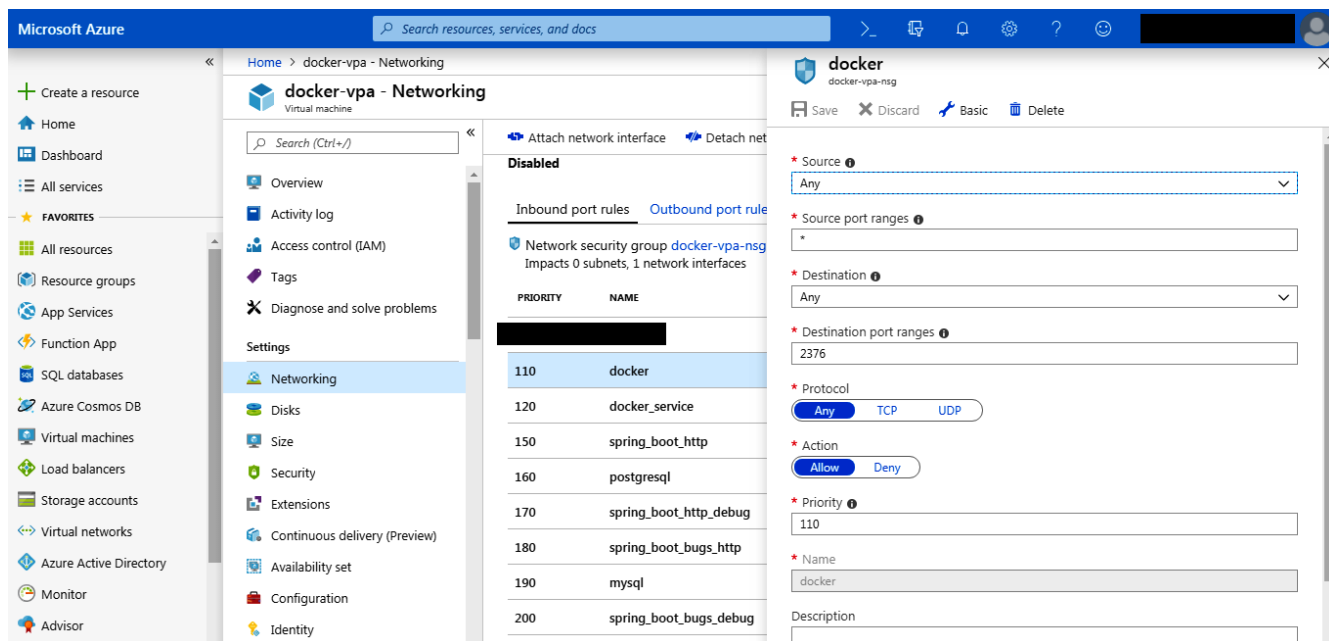 Microsoft Azure
Search resources, services, and docs
Create a resource
Home
Dashboard
All services
FAVORITES
All resources
Resource groups
App Services
Function App
SQL databases
Azure Cosmos DB
Virtual machines
Load balancers
Storage accounts
Virtual networks
Azure Active Directory
Monitor
Advisor
Home > docker-vpa - Networking
docker-vpa - Networking
Virtual machine
Search (Ctrl+/)
Overview
Activity log
Access control (IAM)
Tags
Diagnose and solve problems
Settings
Networking
Disks
Size
Security
Extensions
Continuous delivery (Preview)
Availability set
Configuration
Identity
Attach network interface Detach net
Disabled
Inbound port rules Outbound port rule
Network security group docker-vpa-nsg
Impacts 0 subnets, 1 network interfaces
PRIORITY NAME
110 docker
120 docker_service
150 spring_boot_http
160 postgresql
170 spring_boot_http_debug
180 spring_boot_bugs_http
190 mysql
200 spring_boot_bugs_debug
docker
docker-vpa-nsg
Save Discard Basic Delete
* Source
Any
* Source port ranges
*
* Destination
Any
* Destination port ranges
2376
* Protocol
Any TCP UDP
* Action
Allow Deny
* Priority
110
* Name
docker
Description